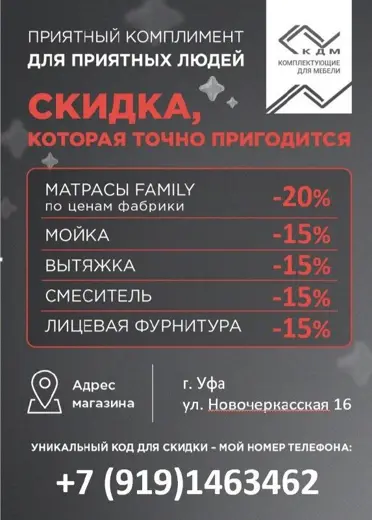 ПРИЯТНЫЙ КОМПЛИМЕНТ
ДЛЯ ПРИЯТНЫХ ЛЮДЕЙ
КДМ
КОМПЛЕКТУЮЩИЕ
ДЛЯ МЕБЕЛИ
СКИДКА,
КОТОРАЯ ТОЧНО ПРИГОДИТСЯ
МАТРАСЫ FAMILY
по ценам фабрики -20%
МОЙКА -15%
ВЫТЯЖКА -15%
СМЕСИТЕЛЬ -15%
ЛИЦЕВАЯ ФУРНИТУРА -15%
Адрес
магазина
г. Уфа
ул. Новочеркасская 16
УНИКАЛЬНЫЙ КОД ДЛЯ СКИДКИ – МОЙ НОМЕР ТЕЛЕФОНА:
+7 (919)1463462